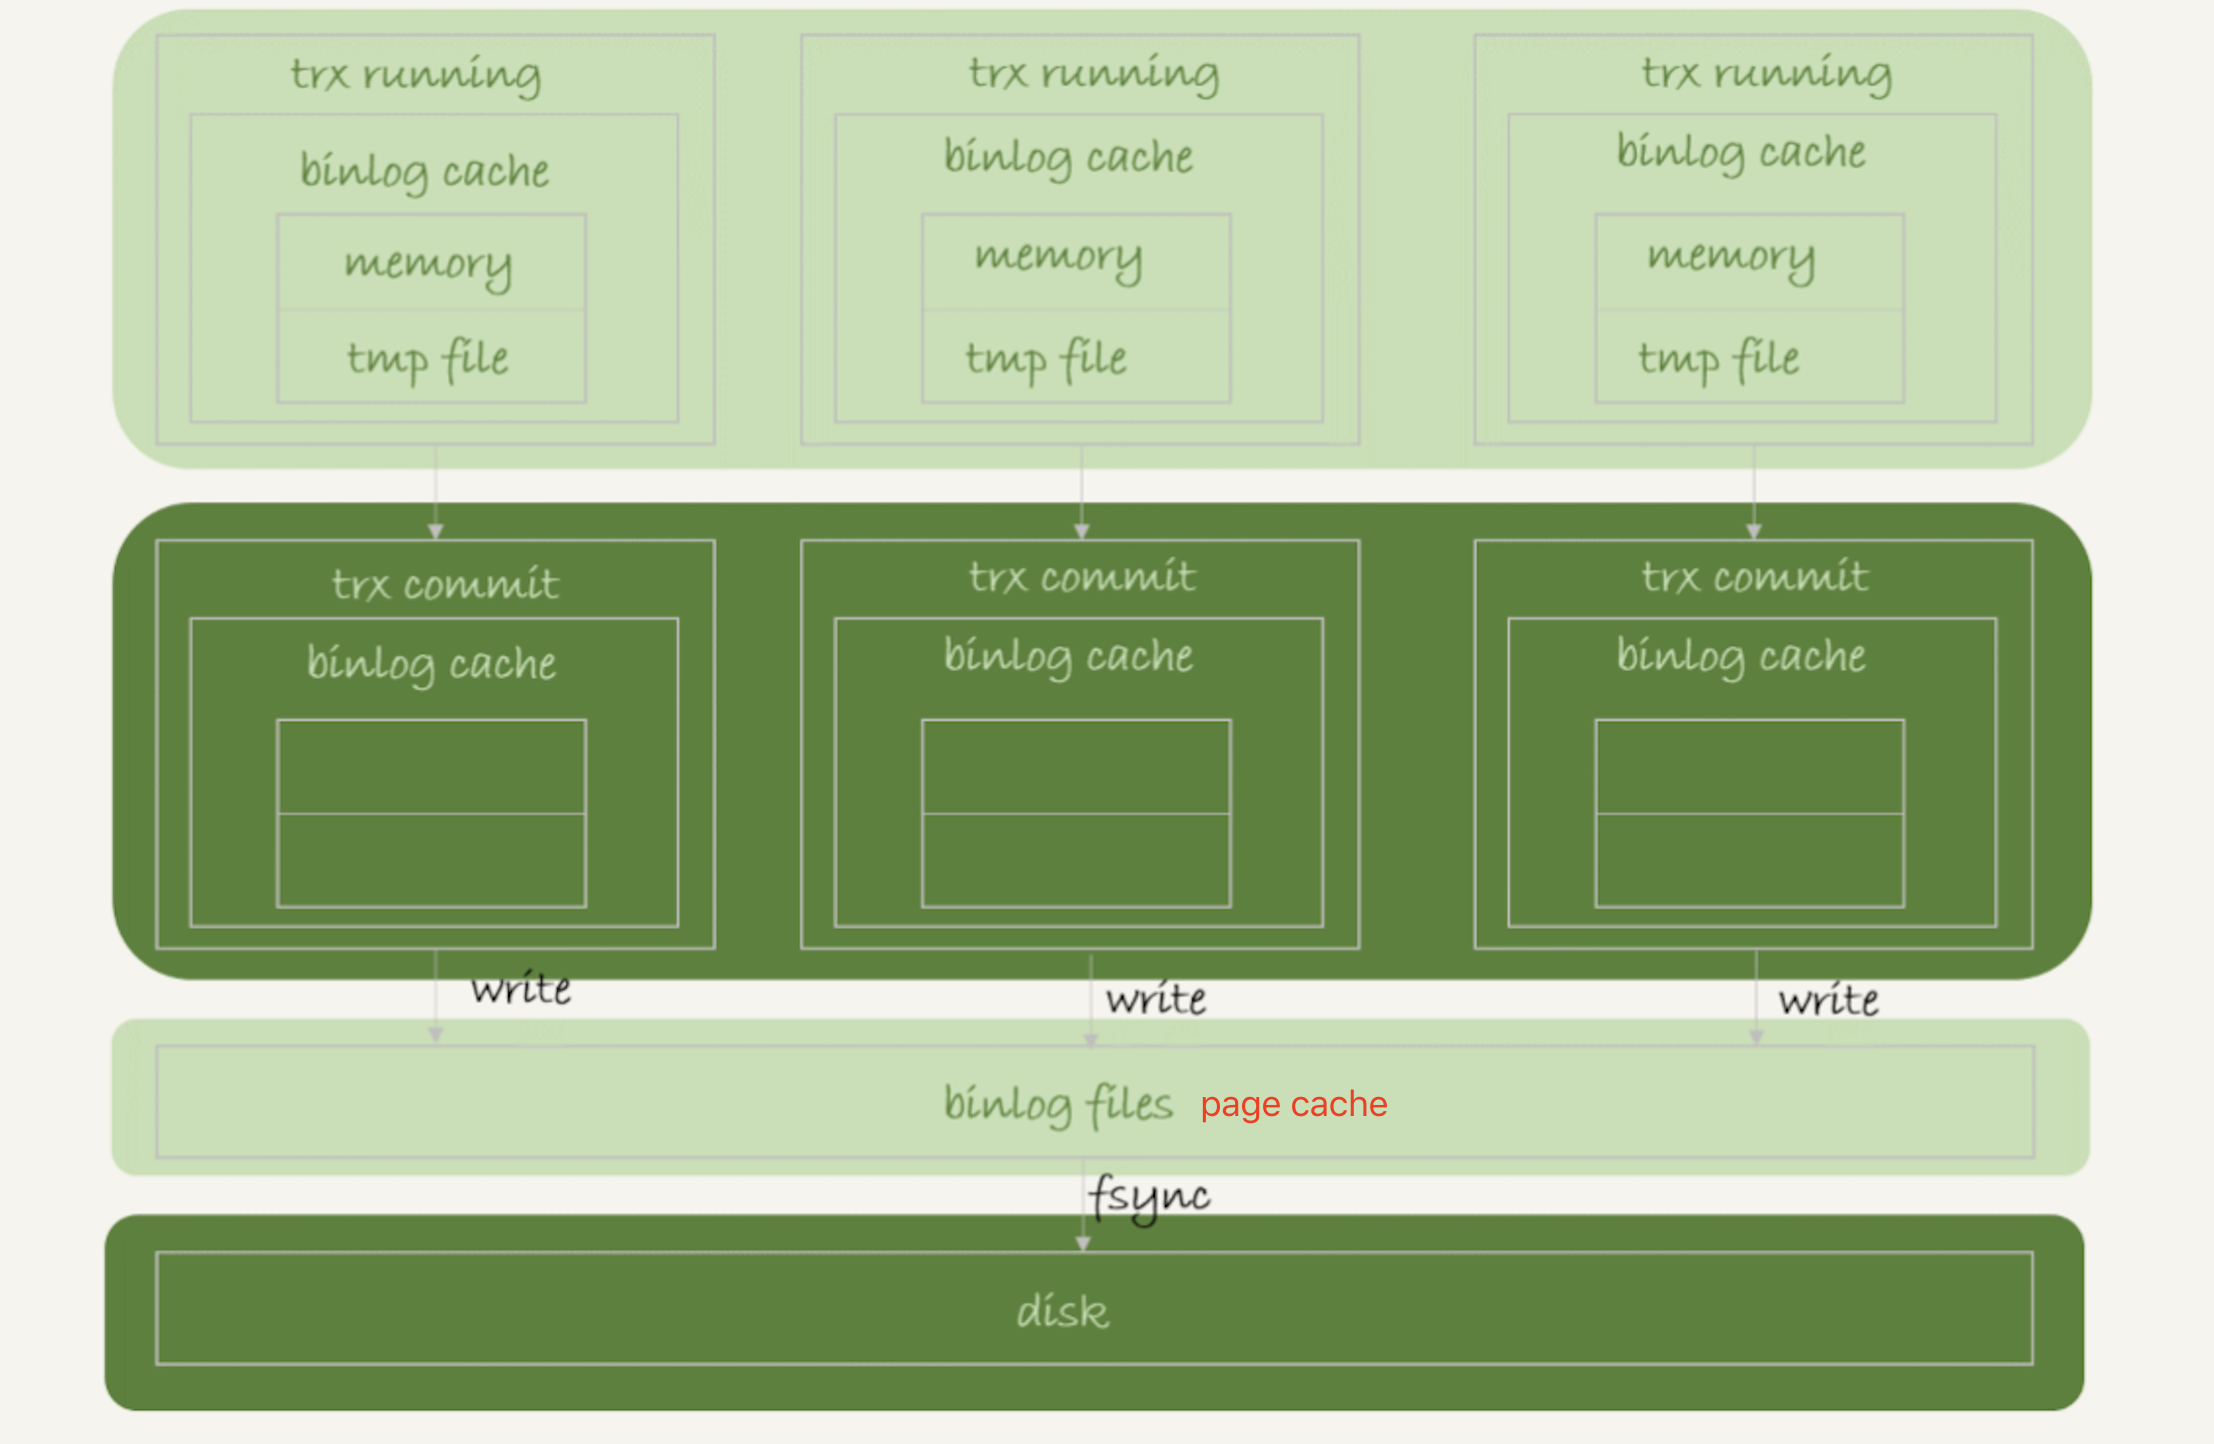 trx running
trx running
trx running
binlog cache
binlog cache
binlog cache
memory
memory
memory
tmp file
tmp file
tmp file
trx commit
trx commit
trx commit
binlog cache
binlog cache
binlog cache
write
write
write
binlog files page cache
fsync
disk